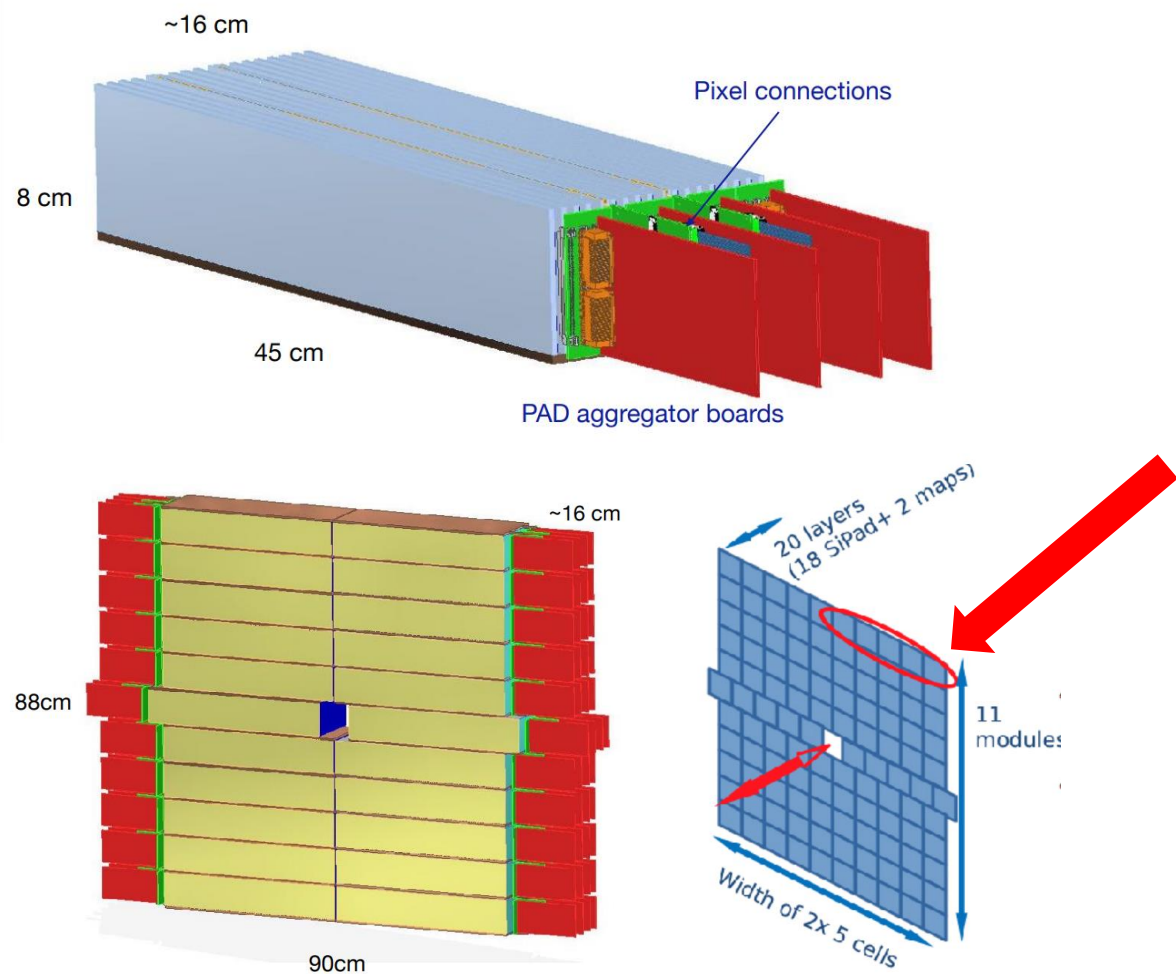 ~16 cm
Pixel connections
8 cm
45 cm
PAD aggregator boards
~16 cm
20 layers
(18 SiPad+ 2 maps)
88cm
11
modules
Width of 2x 5 cells
90cm